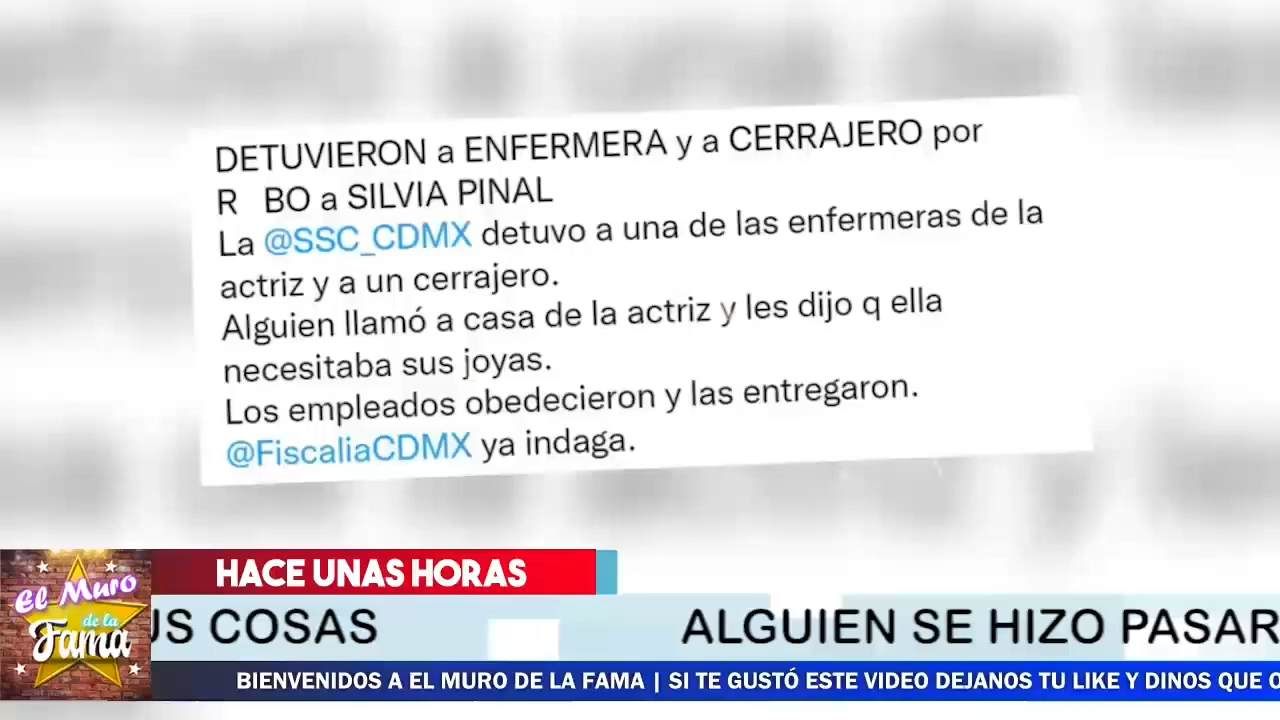 DETUVIERON a ENFERMERA y a CERRAJERO por
R BO a SILVIA PINAL
La @SSC_CDMX detuvo a una de las enfermeras de la
actriz y a un cerrajero.
Alguien llamó a casa de la actriz y les dijo q ella
necesitaba sus joyas.
Los empleados obedecieron y las entregaron.
@FiscaliaCDMX ya indaga.
HACE UNAS HORAS
El Muro
de la
Fama
US COSAS ALGUIEN SE HIZO PASAR
BIENVENIDOS A EL MURO DE LA FAMA | SI TE GUSTÓ ESTE VIDEO DEJANOS TU LIKE Y DINOS QUE